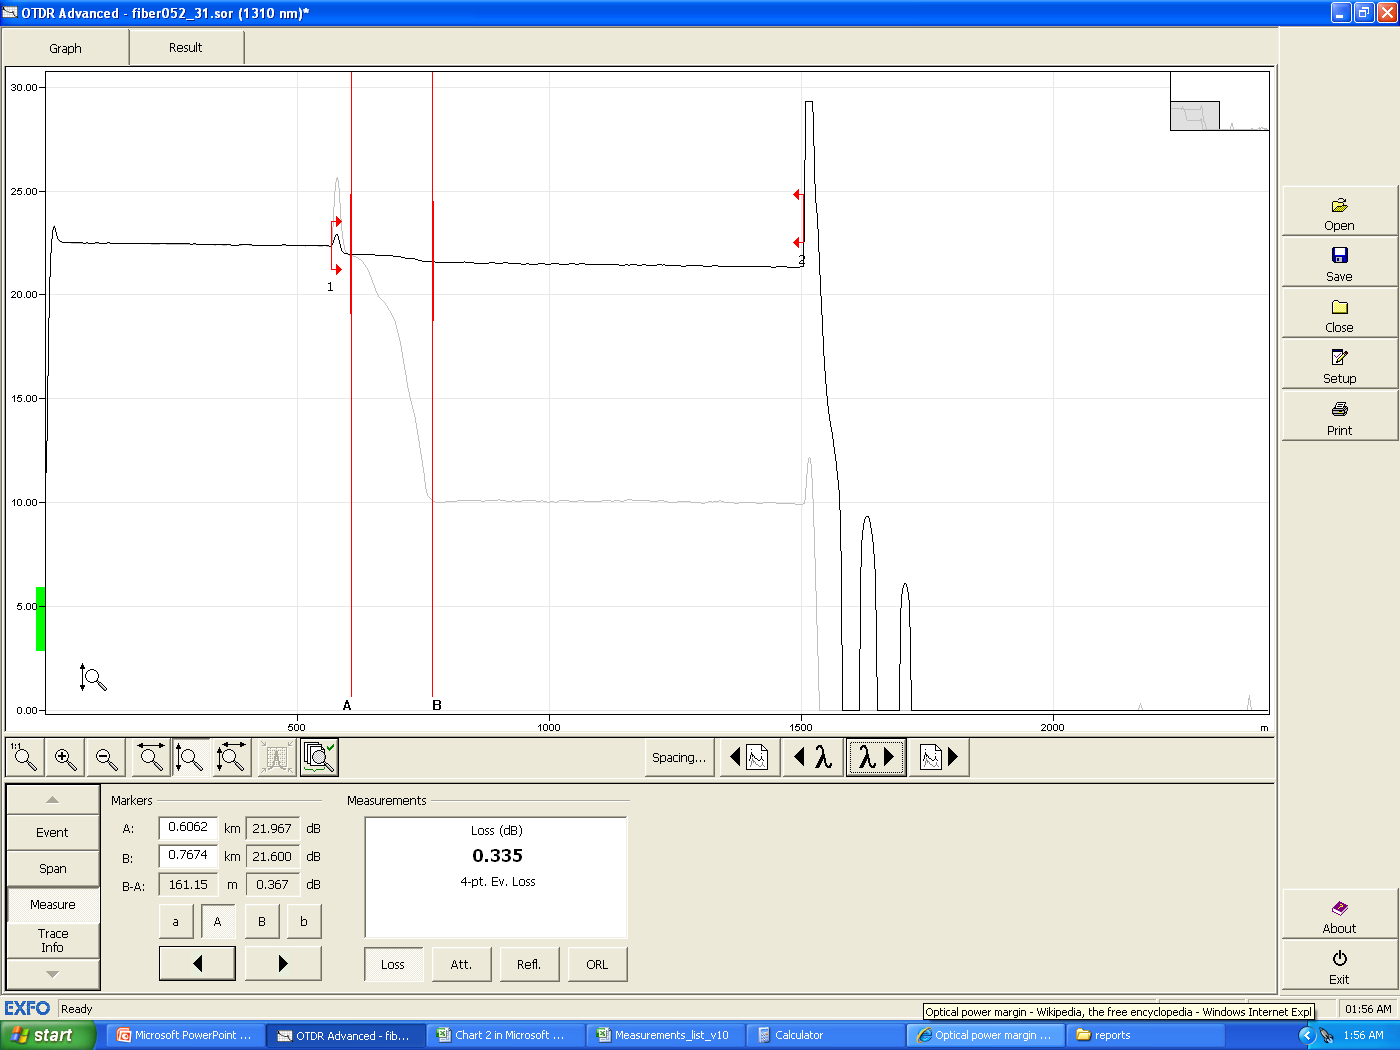 OTDR Advanced - fiber052_31.sor (1310 nm)*
Graph
Result
30.00
25.00
20.00
15.00
10.00
5.00
0.00
1
2
A
B
500
1000
1500
2000
m
Open
Save
Close
Setup
Print
1:1
Spacing...
λ
λ
Event
Span
Measure
Trace
Info
Markers
A: 0.6062 km 21.967 dB
B: 0.7674 km 21.600 dB
B-A: 161.15 m 0.367 dB
a A B b
Measurements
Loss (dB)
0.335
4-pt. Ev. Loss
Loss Att. Refl. ORL
About
Exit
EXFO Ready
Optical power margin - Wikipedia, the free encyclopedia - Windows Internet Expl
01:56 AM
start
Microsoft PowerPoint ...
OTDR Advanced - fib...
Chart 2 in Microsoft ...
Measurements_list_v10
Calculator
Optical power margin ...
reports
1:56 AM